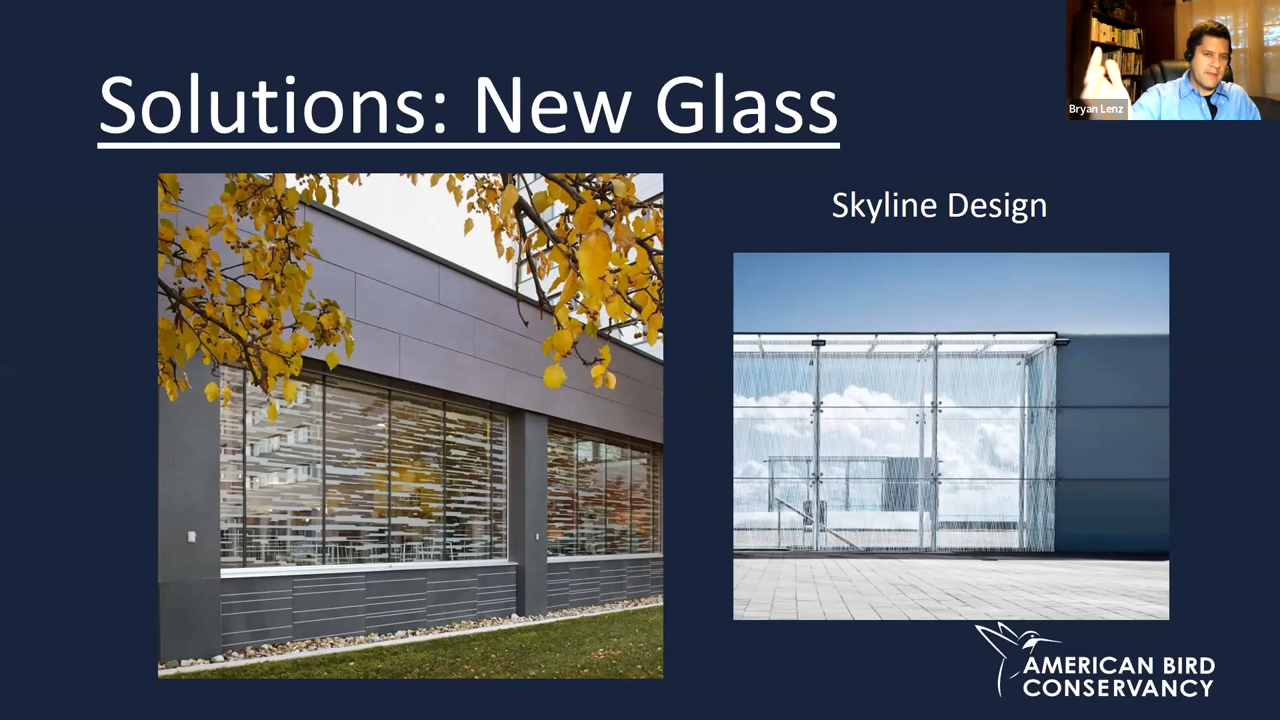 Solutions: New Glass
Bryan Lenz
Skyline Design
AMERICAN BIRD
CONSERVANCY